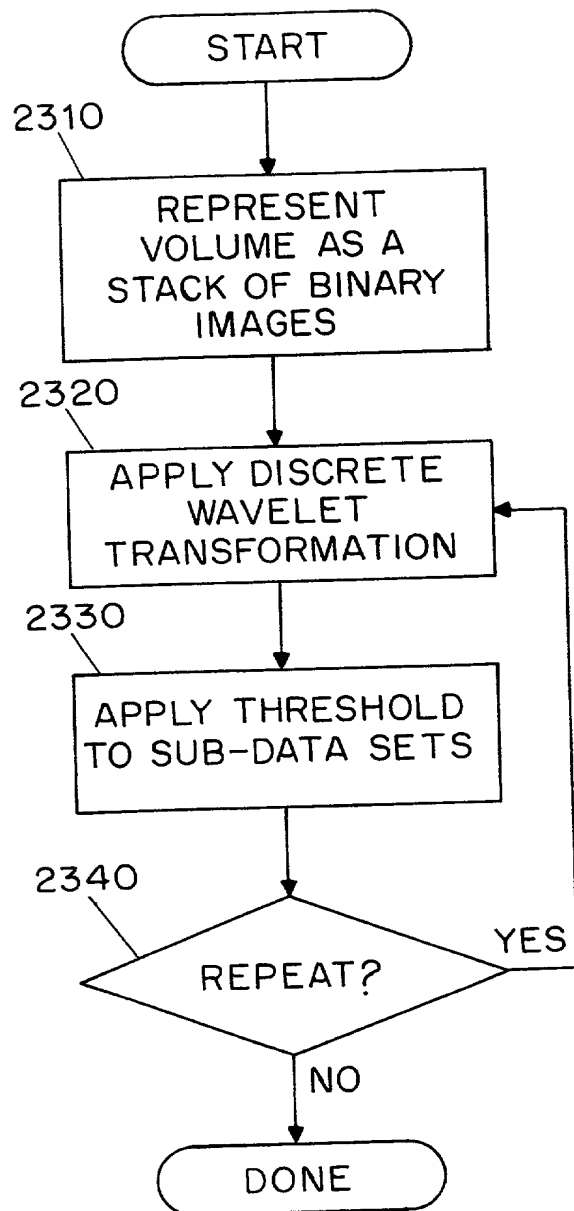 START
2310
REPRESENT
VOLUME AS A
STACK OF BINARY
IMAGES
2320
APPLY DISCRETE
WAVELET
TRANSFORMATION
2330
APPLY THRESHOLD
TO SUB-DATA SETS
2340
REPEAT?
YES
NO
DONE